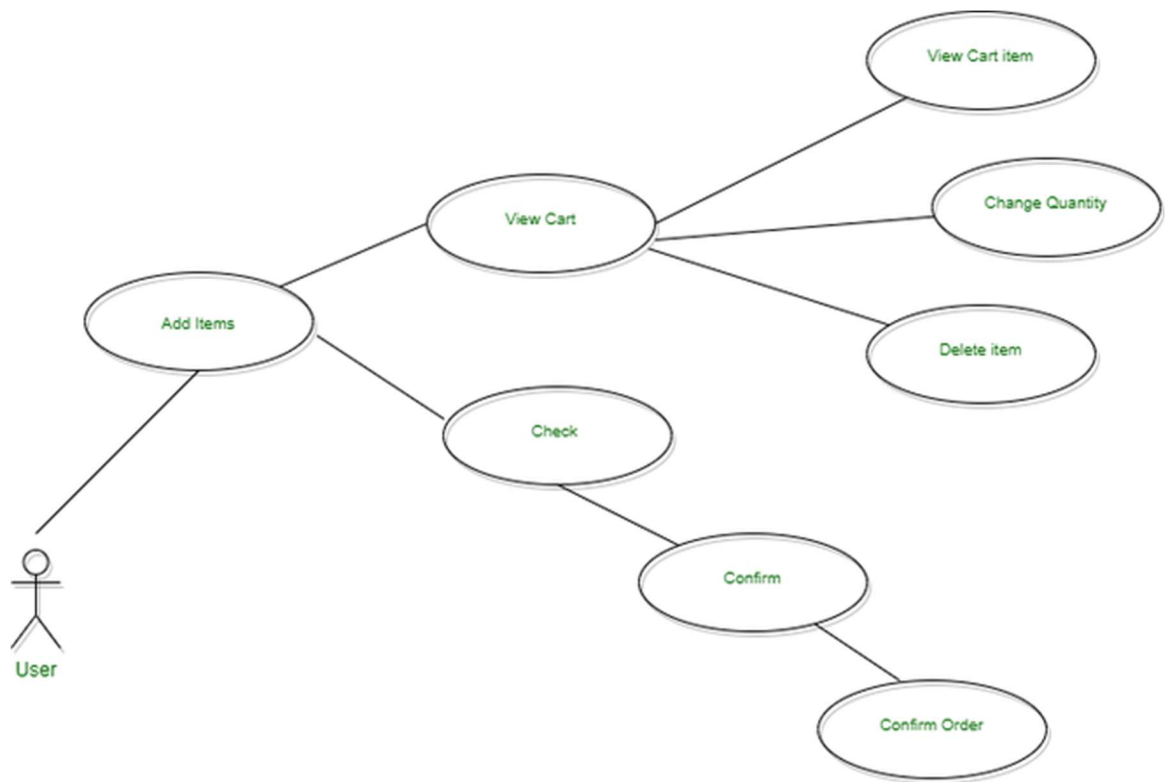 View Cart item
Change Quantity
View Cart
Add Items
Delete item
Check
Confirm
User
Confirm Order